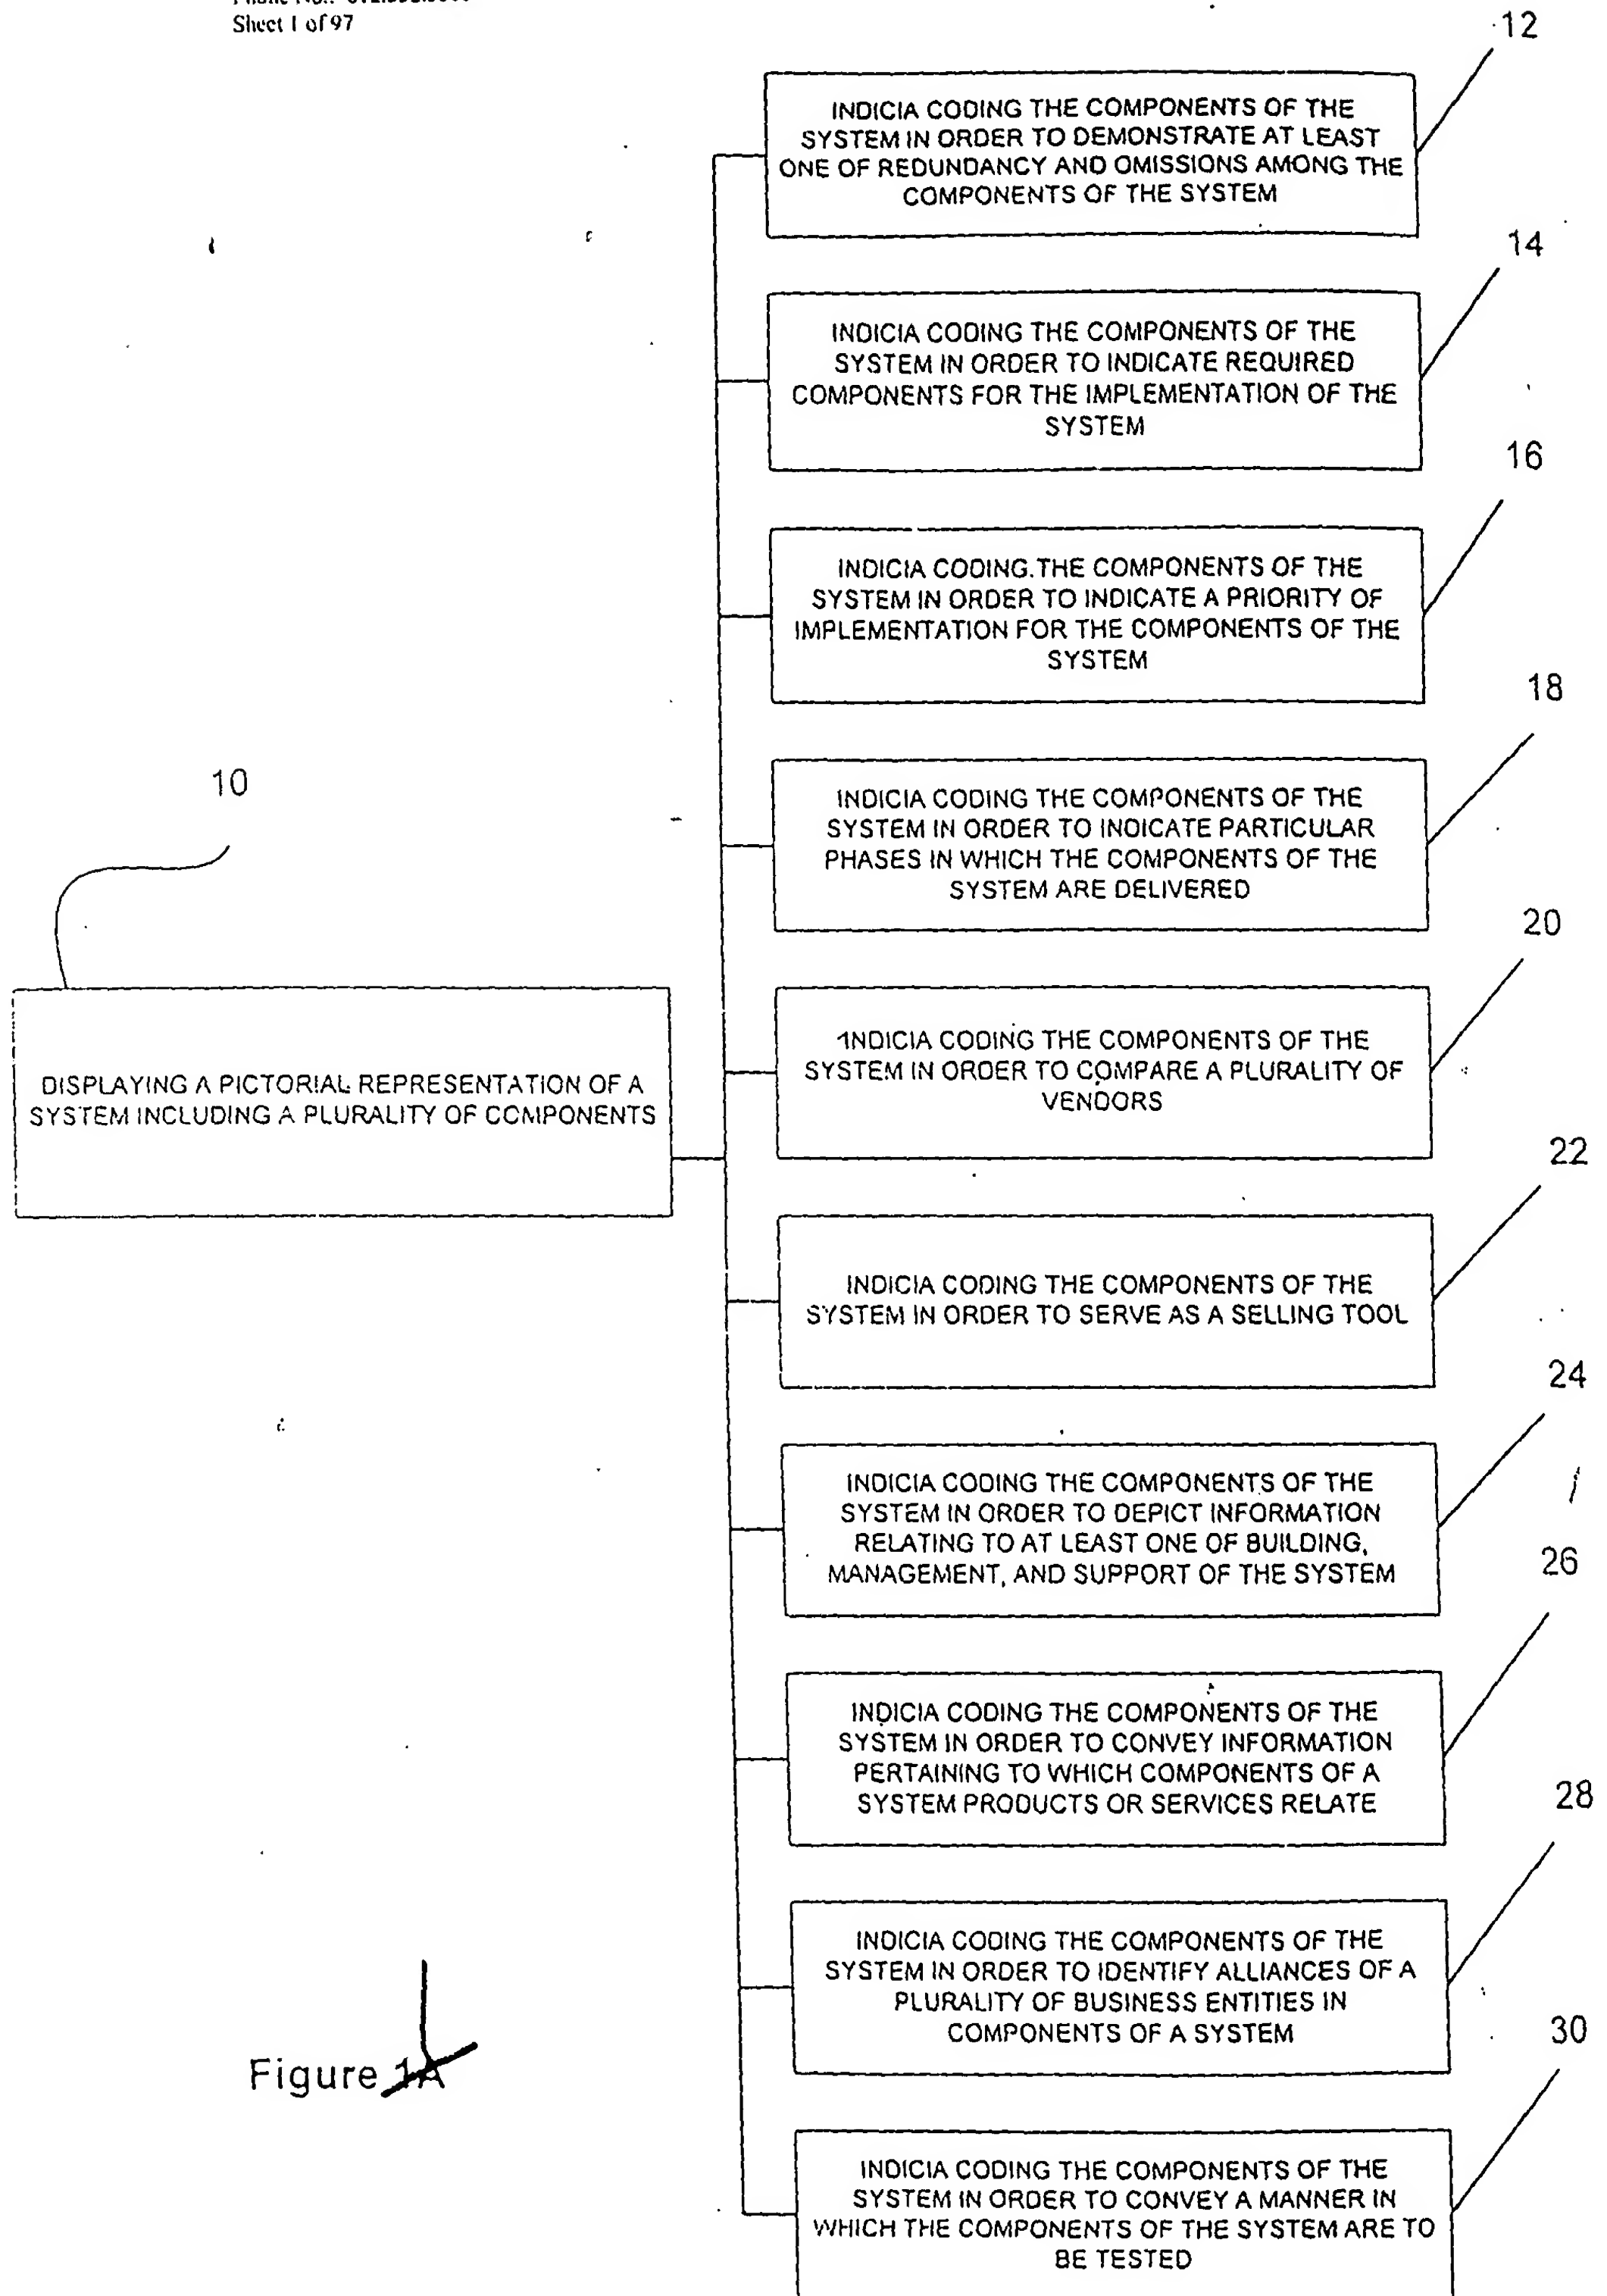 Sheet 1 of 97
12
INDICIA CODING THE COMPONENTS OF THE
SYSTEM IN ORDER TO DEMONSTRATE AT LEAST
ONE OF REDUNDANCY AND OMISSIONS AMONG THE
COMPONENTS OF THE SYSTEM
14
INDICIA CODING THE COMPONENTS OF THE
SYSTEM IN ORDER TO INDICATE REQUIRED
COMPONENTS FOR THE IMPLEMENTATION OF THE
SYSTEM
16
INDICIA CODING THE COMPONENTS OF THE
SYSTEM IN ORDER TO INDICATE A PRIORITY OF
IMPLEMENTATION FOR THE COMPONENTS OF THE
SYSTEM
18
INDICIA CODING THE COMPONENTS OF THE
SYSTEM IN ORDER TO INDICATE PARTICULAR
PHASES IN WHICH THE COMPONENTS OF THE
SYSTEM ARE DELIVERED
10
DISPLAYING A PICTORIAL REPRESENTATION OF A
SYSTEM INCLUDING A PLURALITY OF COMPONENTS
20
INDICIA CODING THE COMPONENTS OF THE
SYSTEM IN ORDER TO COMPARE A PLURALITY OF
VENDORS
22
INDICIA CODING THE COMPONENTS OF THE
SYSTEM IN ORDER TO SERVE AS A SELLING TOOL
24
INDICIA CODING THE COMPONENTS OF THE
SYSTEM IN ORDER TO DEPICT INFORMATION
RELATING TO AT LEAST ONE OF BUILDING,
MANAGEMENT, AND SUPPORT OF THE SYSTEM
26
INDICIA CODING THE COMPONENTS OF THE
SYSTEM IN ORDER TO CONVEY INFORMATION
PERTAINING TO WHICH COMPONENTS OF A
SYSTEM PRODUCTS OR SERVICES RELATE
28
INDICIA CODING THE COMPONENTS OF THE
SYSTEM IN ORDER TO IDENTIFY ALLIANCES OF A
PLURALITY OF BUSINESS ENTITIES IN
COMPONENTS OF A SYSTEM
30
INDICIA CODING THE COMPONENTS OF THE
SYSTEM IN ORDER TO CONVEY A MANNER IN
WHICH THE COMPONENTS OF THE SYSTEM ARE TO
BE TESTED
Figure 1A